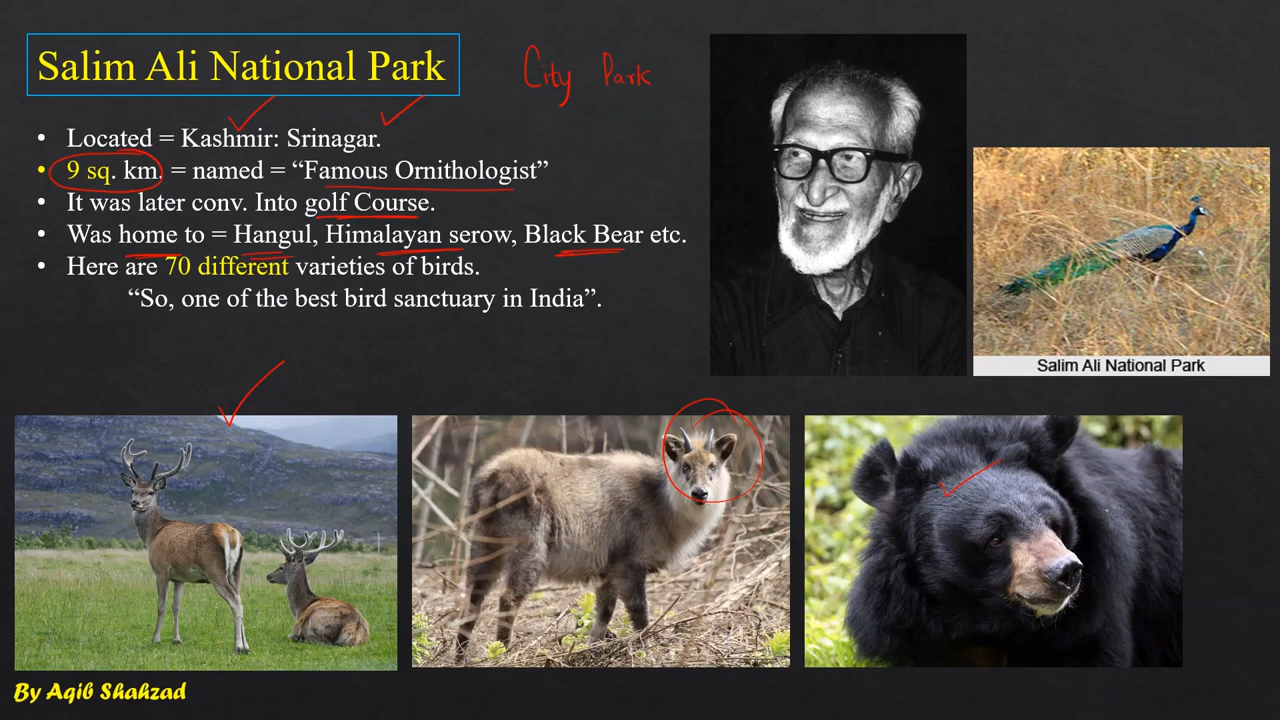 Salim Ali National Park
City Park
• Located = Kashmir: Srinagar.
• 9 sq. km. = named = “Famous Ornithologist”
• It was later conv. Into golf Course.
• Was home to = Hangul, Himalayan serow, Black Bear etc.
• Here are 70 different varieties of birds.
“So, one of the best bird sanctuary in India”.
Salim Ali National Park
By Aqib Shahzad